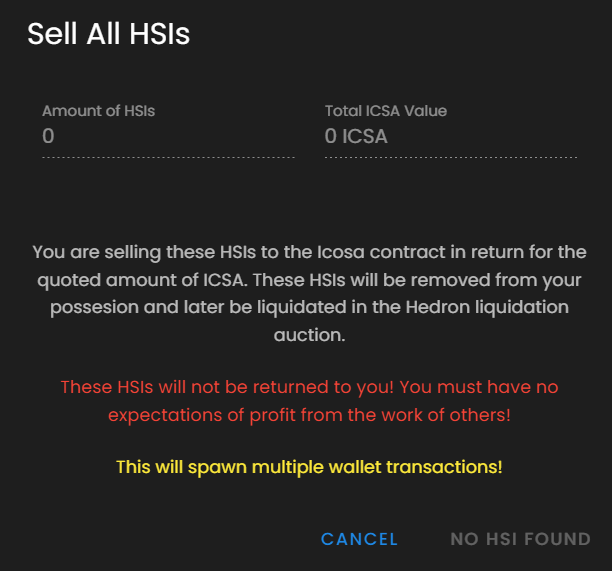 Sell All HSIs
Amount of HSIs
Total ICSA Value
0
0 ICSA
You are selling these HSIs to the Icosa contract in return for the
quoted amount of ICSA. These HSIs will be removed from your
possesion and later be liquidated in the Hedron liquidation
auction.
These HSIs will not be returned to you! You must have no
expectations of profit from the work of others!
This will spawn multiple wallet transactions!
CANCEL
NO HSI FOUND